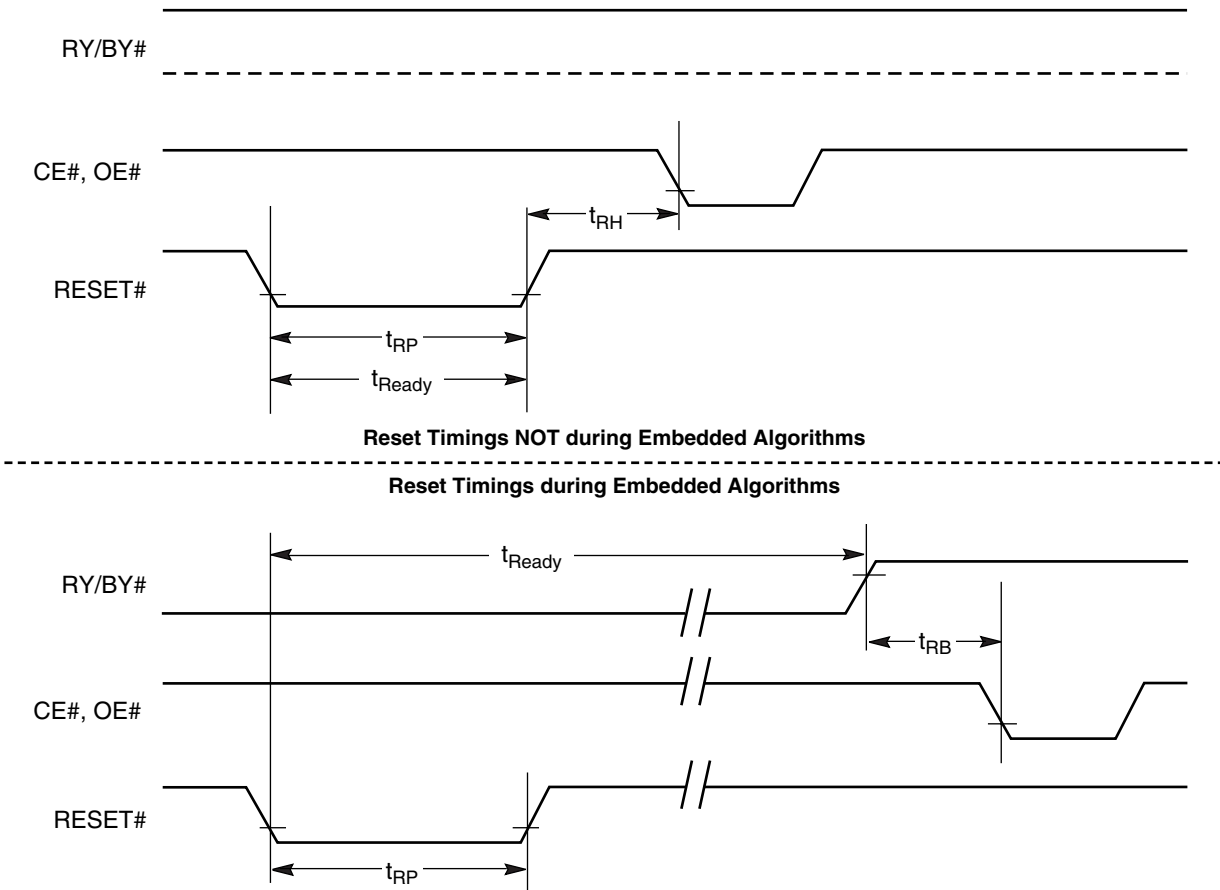 RY/BY#
CE#, OE#
tRH
RESET#
tRP
tReady
Reset Timings NOT during Embedded Algorithms
Reset Timings during Embedded Algorithms
tReady
RY/BY#
tRB
CE#, OE#
RESET#
tRP